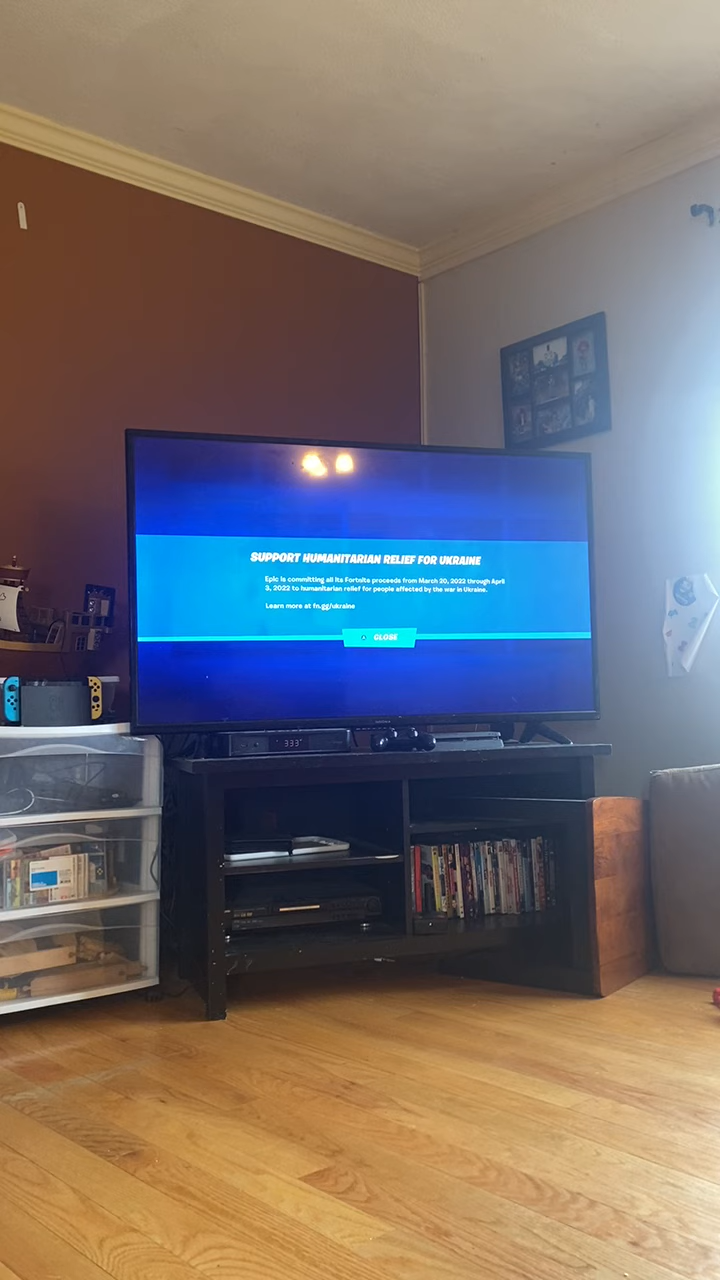 SUPPORT HUMANITARIAN RELIEF FOR UKRAINE
Epic is committing all its Fortnite proceeds from March 20, 2022 through April
3, 2022 to humanitarian relief for people affected by the war in Ukraine.
Learn more at fn.gg/ukraine
CLOSE
3:33